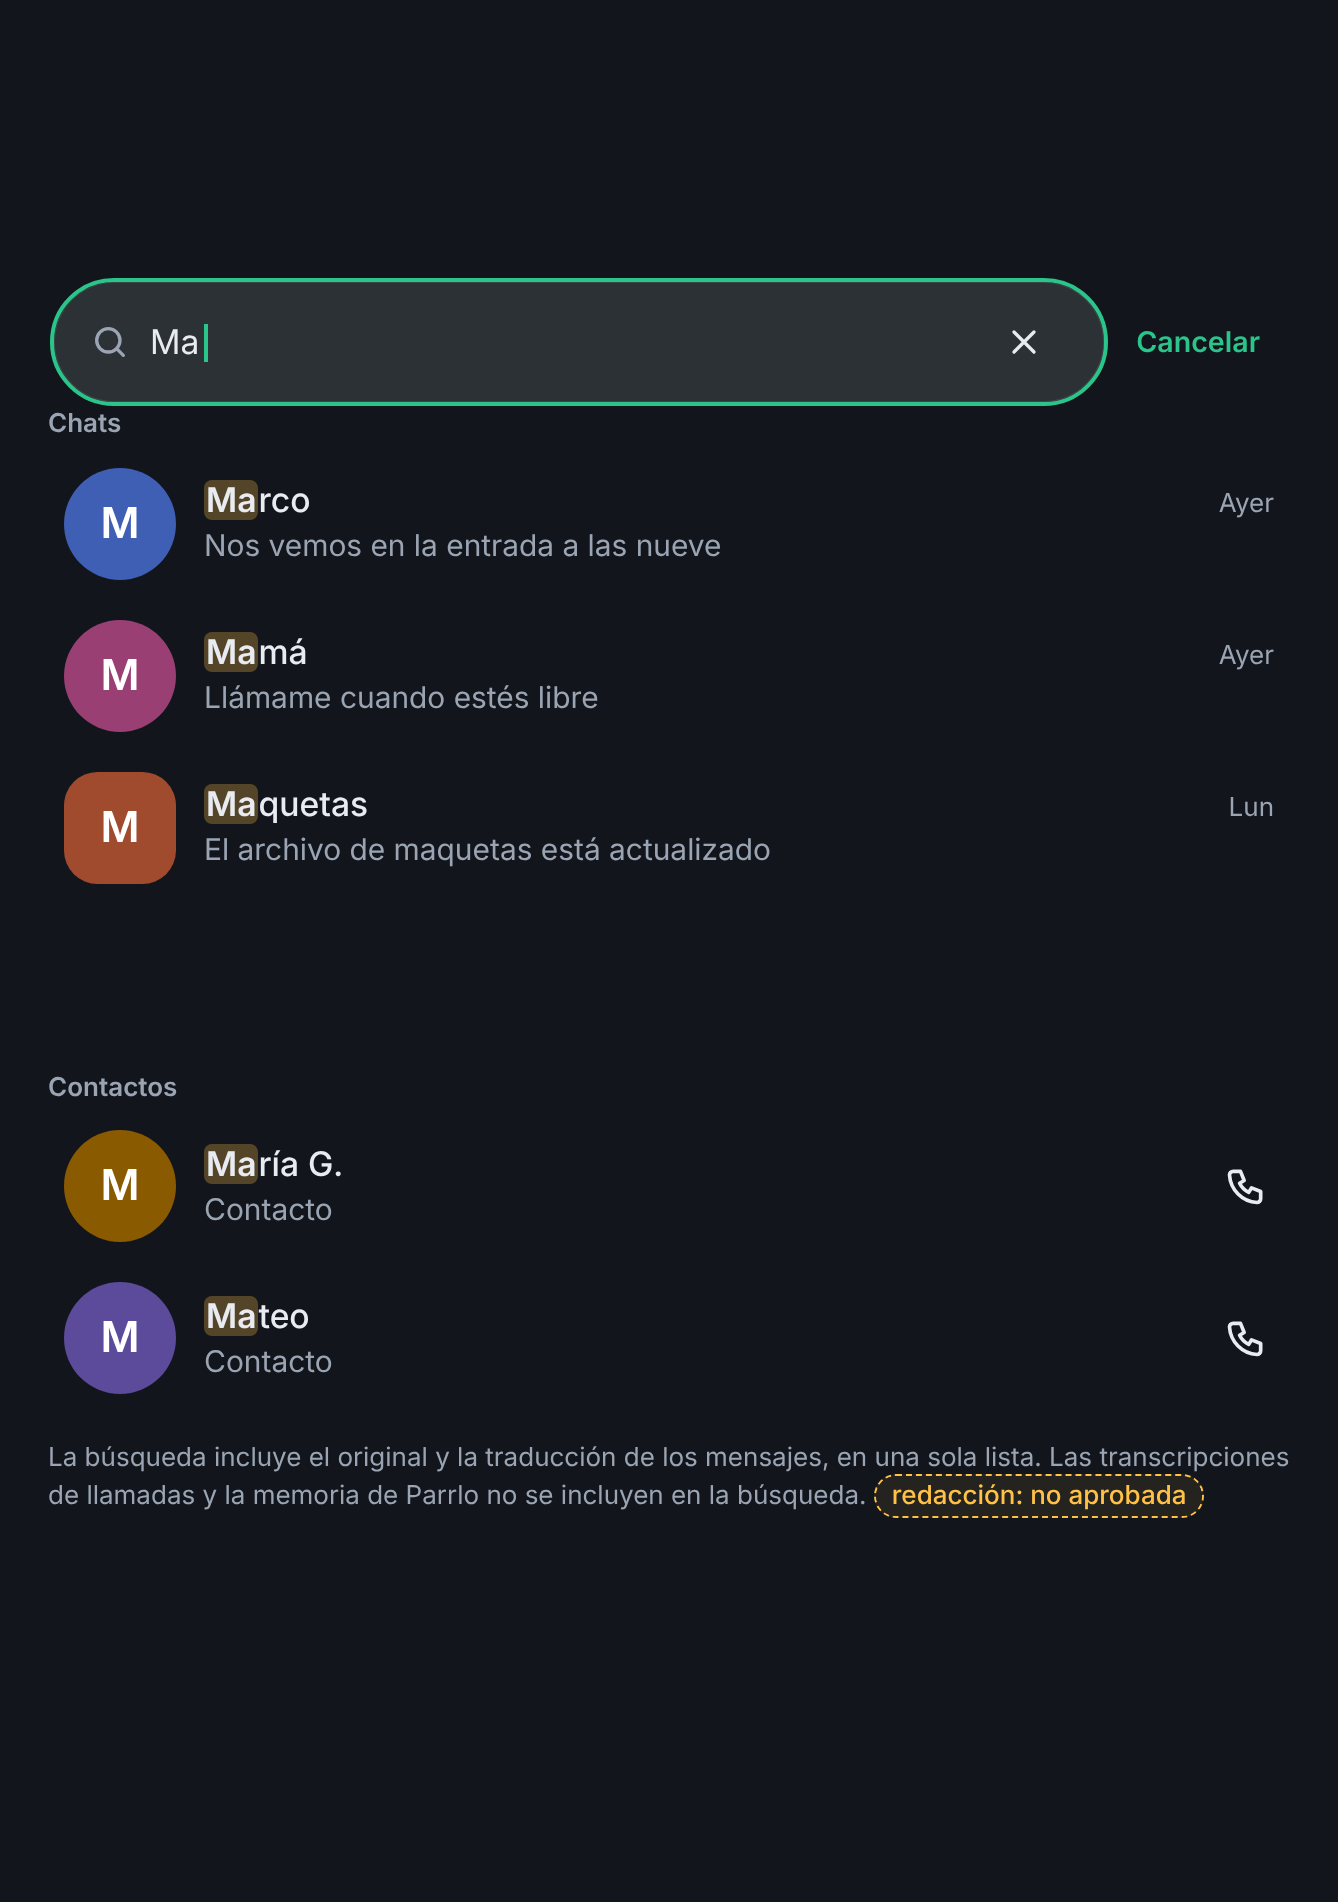 Ma
Cancelar
Chats
M
Marco
Ayer
Nos vemos en la entrada a las nueve
M
Mamá
Ayer
Llámame cuando estés libre
M
Maquetas
Lun
El archivo de maquetas está actualizado
Contactos
M
María G.
Contacto
M
Mateo
Contacto
La búsqueda incluye el original y la traducción de los mensajes, en una sola lista. Las transcripciones
de llamadas y la memoria de Parrlo no se incluyen en la búsqueda. redacción: no aprobada